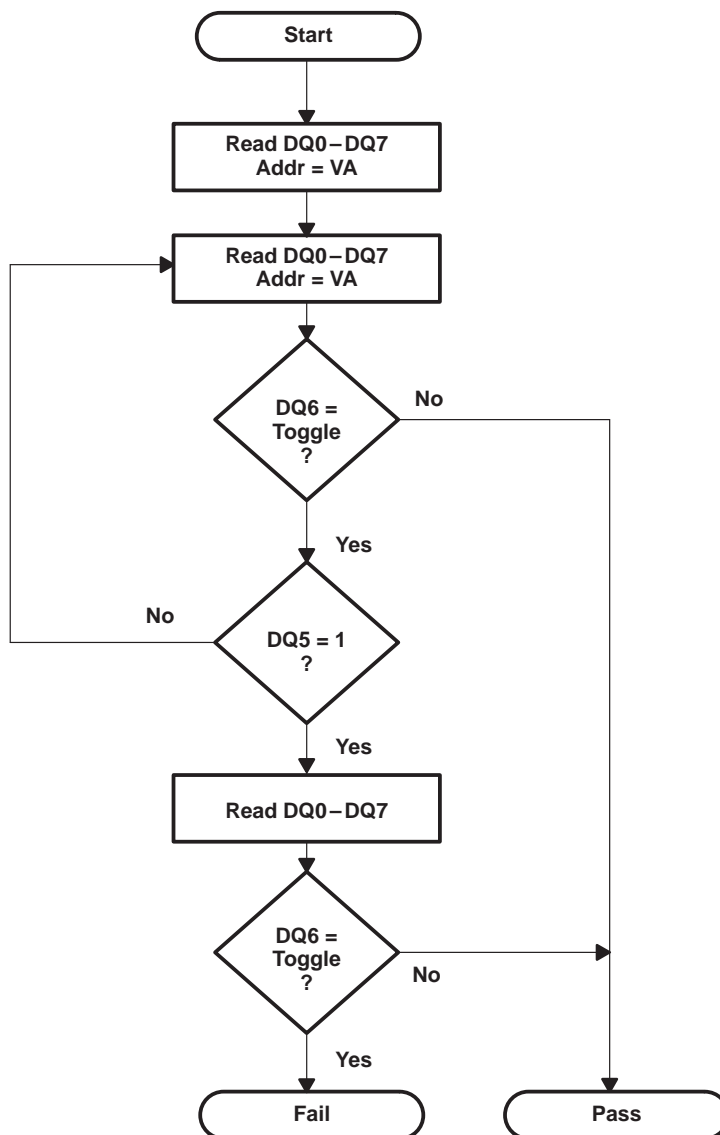 Start
Read DQ0–DQ7
Addr = VA
Read DQ0–DQ7
Addr = VA
DQ6 =
Toggle
?
No
Yes
No
DQ5 = 1
?
Yes
Read DQ0–DQ7
DQ6 =
Toggle
?
No
Yes
Fail
Pass